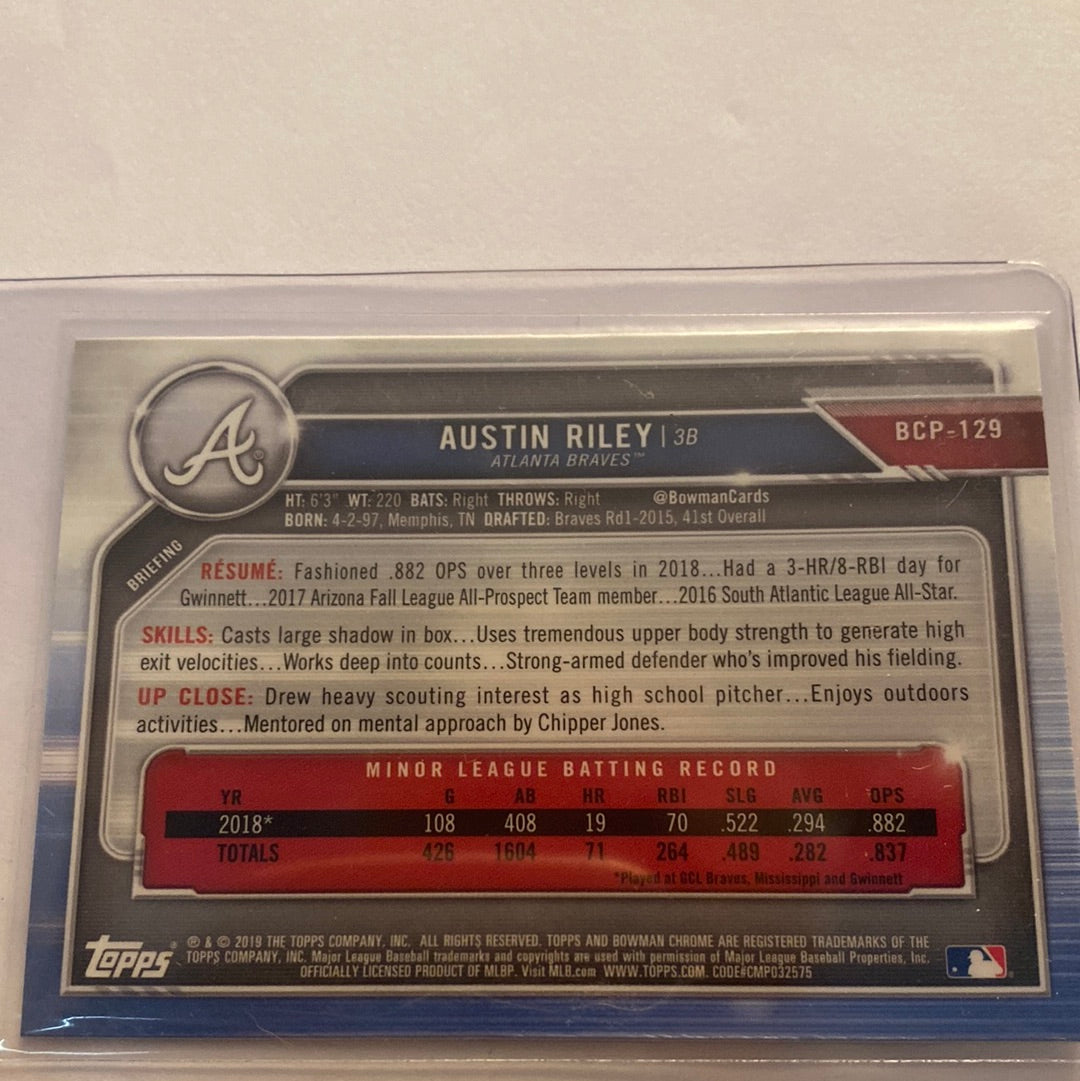 AUSTIN RILEY | 3B
BCP-129
ATLANTA BRAVES™
HT: 6'3" WT: 220 BATS: Right THROWS: Right @BowmanCards
BORN: 4-2-97, Memphis, TN DRAFTED: Braves Rd1-2015, 41st Overall
BRIEFING
RÉSUMÉ: Fashioned .882 OPS over three levels in 2018...Had a 3-HR/8-RBI day for
Gwinnett...2017 Arizona Fall League All-Prospect Team member...2016 South Atlantic League All-Star.
SKILLS: Casts large shadow in box...Uses tremendous upper body strength to generate high
exit velocities...Works deep into counts...Strong-armed defender who's improved his fielding.
UP CLOSE: Drew heavy scouting interest as high school pitcher...Enjoys outdoors
activities...Mentored on mental approach by Chipper Jones.
MINOR LEAGUE BATTING RECORD
YR G AB HR RBI SLG AVG OPS
2018* 108 408 19 70 .522 .294 .882
TOTALS 426 1604 71 264 .489 .282 .837
*Played at GCL Braves, Mississippi and Gwinnett
Topps®
® & © 2019 THE TOPPS COMPANY, INC. ALL RIGHTS RESERVED. TOPPS AND BOWMAN CHROME ARE REGISTERED TRADEMARKS OF THE
TOPPS COMPANY, INC. Major League Baseball trademarks and copyrights are used with permission of Major League Baseball Properties, Inc.
OFFICIALLY LICENSED PRODUCT OF MLBP. Visit MLB.com WWW.TOPPS.COM. CODE#CMP032575